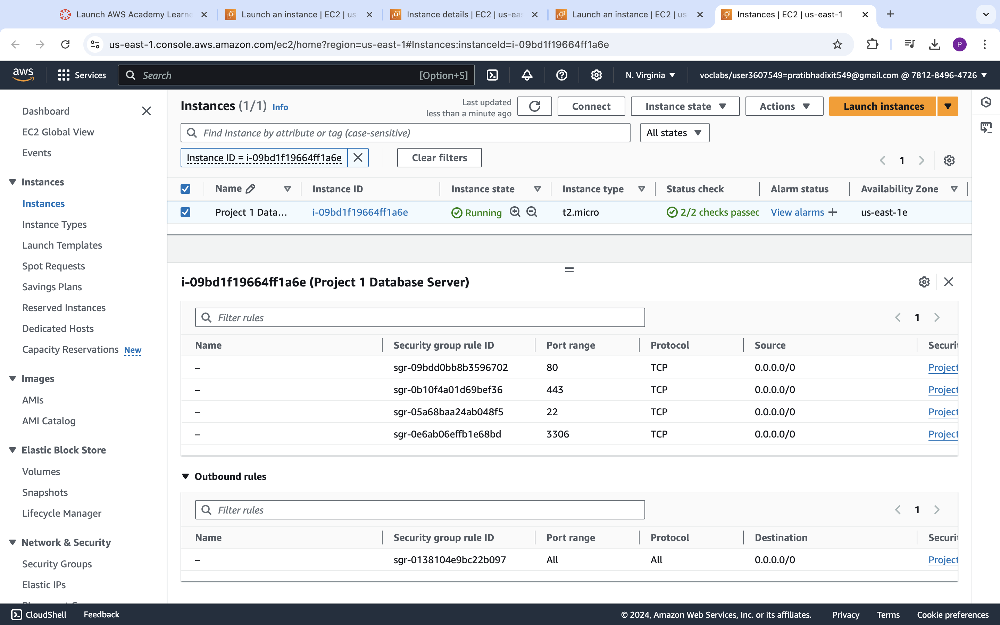 Launch AWS Academy Learne
Launch an instance | EC2 | us
Instance details | EC2 | us-eas
Launch an instance | EC2 | us-
Instances | EC2 | us-east-1
us-east-1.console.aws.amazon.com/ec2/home?region=us-east-1#Instances:instanceId=i-09bd1f19664ff1a6e
P
aws
Services
Search
[Option+S]
N. Virginia
voclabs/user3607549=pratibhadixit549@gmail.com @ 7812-8496-4726
Dashboard
EC2 Global View
Events
Instances
Instances
Instance Types
Launch Templates
Spot Requests
Savings Plans
Reserved Instances
Dedicated Hosts
Capacity Reservations New
Images
AMIs
AMI Catalog
Elastic Block Store
Volumes
Snapshots
Lifecycle Manager
Network & Security
Security Groups
Elastic IPs
Instances (1/1) Info
Last updated
less than a minute ago
Connect
Instance state
Actions
Launch instances
Find Instance by attribute or tag (case-sensitive)
All states
Instance ID = i-09bd1f19664ff1a6e
Clear filters
1
Name Instance ID Instance state Instance type Status check Alarm status Availability Zone
Project 1 Data... i-09bd1f19664ff1a6e Running t2.micro 2/2 checks passed View alarms + us-east-1e
i-09bd1f19664ff1a6e (Project 1 Database Server)
Filter rules
1
Name Security group rule ID Port range Protocol Source Securit
– sgr-09bdd0bb8b3596702 80 TCP 0.0.0.0/0 Project
– sgr-0b10f4a01d69bef36 443 TCP 0.0.0.0/0 Project
– sgr-05a68baa24ab048f5 22 TCP 0.0.0.0/0 Project
– sgr-0e6ab06effb1e68bd 3306 TCP 0.0.0.0/0 Project
Outbound rules
Filter rules
1
Name Security group rule ID Port range Protocol Destination Securit
– sgr-0138104e9bc22b097 All All 0.0.0.0/0 Project
CloudShell
Feedback
© 2024, Amazon Web Services, Inc. or its affiliates.
Privacy
Terms
Cookie preferences